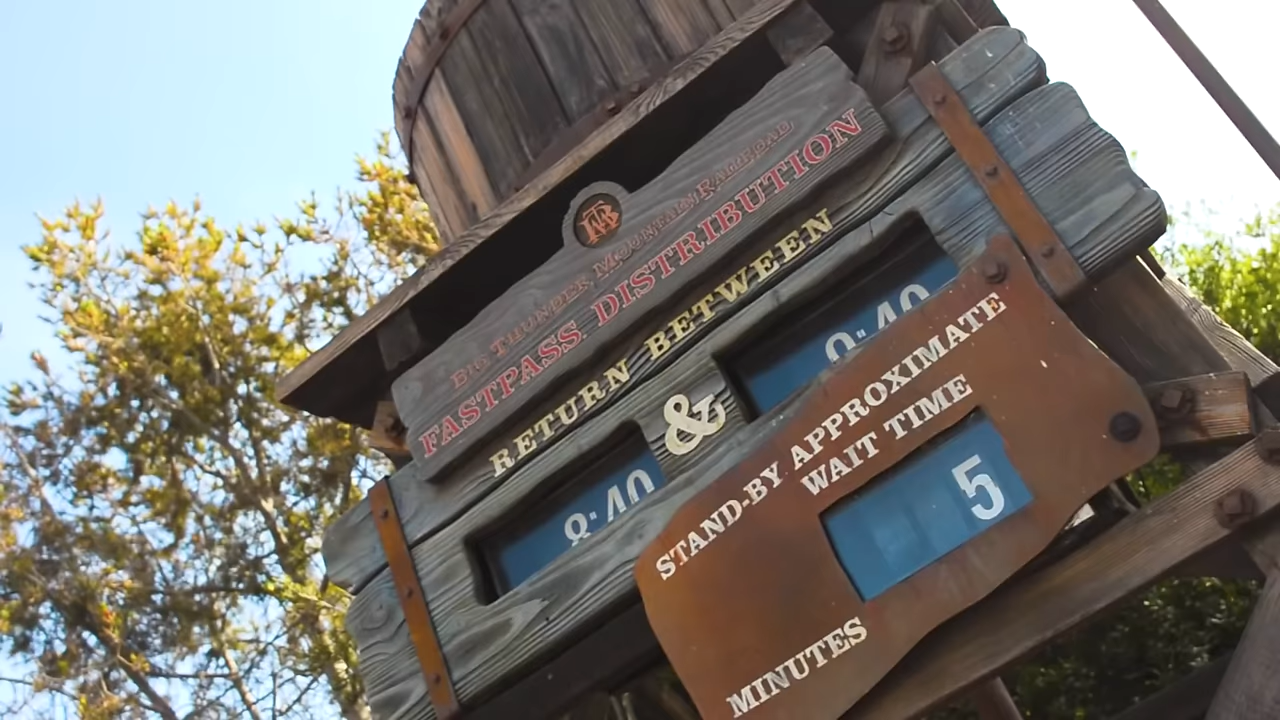 BIG THUNDER MOUNTAIN RAILROAD
FASTPASS DISTRIBUTION
RETURN BETWEEN
8:40 & 9:40
STAND-BY APPROXIMATE
WAIT TIME
5
MINUTES